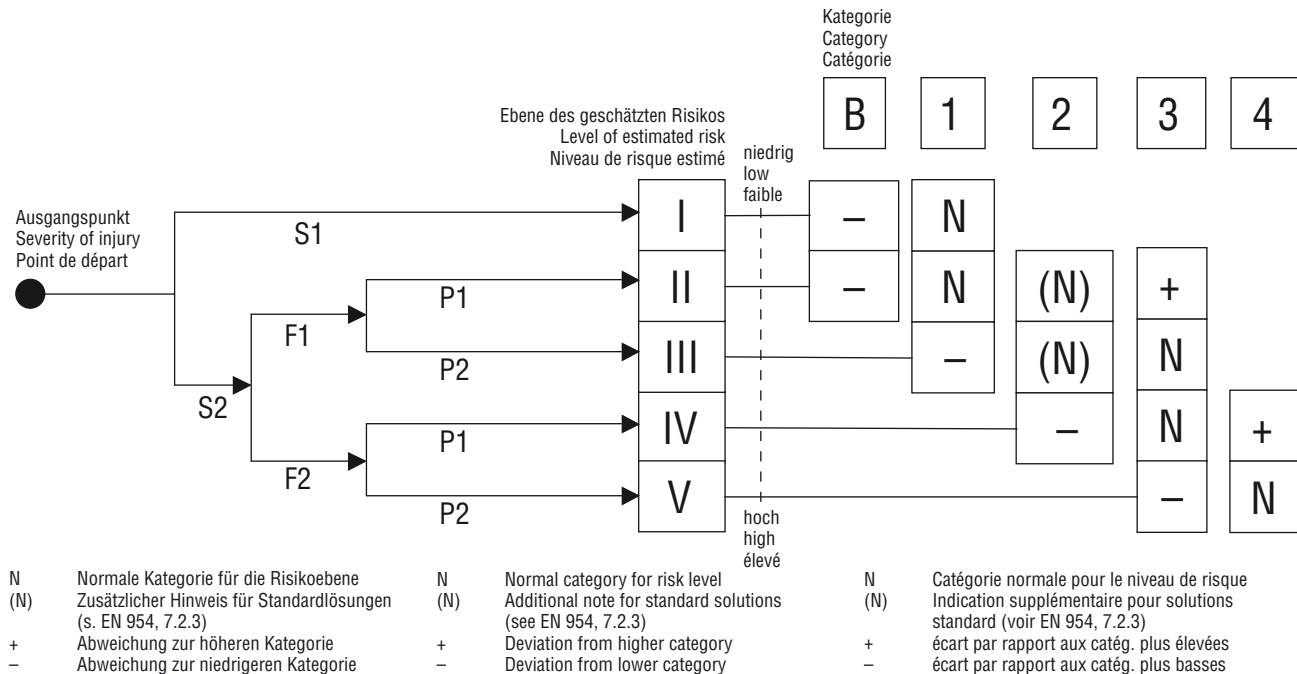 Kategorie
Category
Catégorie
B 1 2 3 4
Ebene des geschätzten Risikos
Level of estimated risk
Niveau de risque estimé
niedrig
low
faible
Ausgangspunkt
Severity of injury
Point de départ
S1
I – N
P1
II – N (N) +
F1
P2
III – (N) N
S2
P1
IV – N +
F2
P2
V – N
hoch
high
élevé
N Normale Kategorie für die Risikoebene
(N) Zusätzlicher Hinweis für Standardlösungen
(s. EN 954, 7.2.3)
+ Abweichung zur höheren Kategorie
– Abweichung zur niedrigeren Kategorie
N Normal category for risk level
(N) Additional note for standard solutions
(see EN 954, 7.2.3)
+ Deviation from higher category
– Deviation from lower category
N Catégorie normale pour le niveau de risque
(N) Indication supplémentaire pour solutions
standard (voir EN 954, 7.2.3)
+ écart par rapport aux catég. plus élevées
– écart par rapport aux catég. plus basses